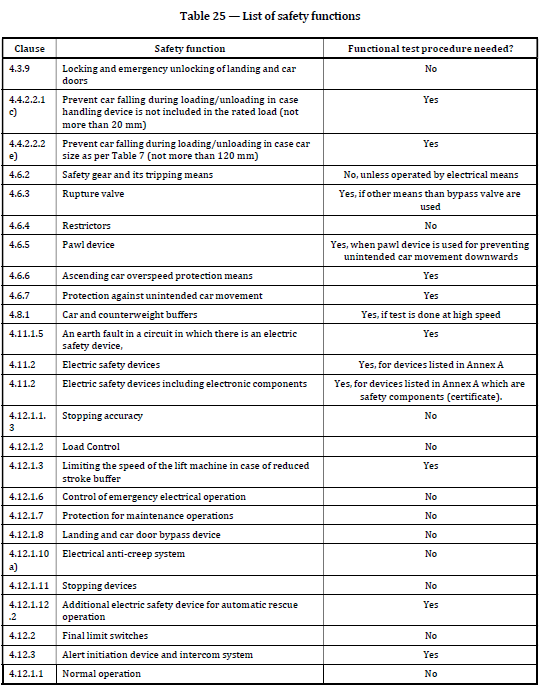 Table 25 — List of safety functions
Clause Safety function Functional test procedure needed?
4.3.9 Locking and emergency unlocking of landing and car No
doors
4.4.2.2.1 Prevent car falling during loading/unloading in case Yes
c) handling device is not included in the rated load (not
more than 20 mm)
4.4.2.2.2 Prevent car falling during loading/unloading in case car Yes
e) size as per Table 7 (not more than 120 mm)
4.6.2 Safety gear and its tripping means No, unless operated by electrical means
4.6.3 Rupture valve Yes, if other means than bypass valve are
used
4.6.4 Restrictors No
4.6.5 Pawl device Yes, when pawl device is used for preventing
unintended car movement downwards
4.6.6 Ascending car overspeed protection means Yes
4.6.7 Protection against unintended car movement Yes
4.8.1 Car and counterweight buffers Yes, if test is done at high speed
4.11.1.5 An earth fault in a circuit in which there is an electric Yes
safety device,
4.11.2 Electric safety devices Yes, for devices listed in Annex A
4.11.2 Electric safety devices including electronic components Yes, for devices listed in Annex A which are
safety components (certificate).
4.12.1.1. Stopping accuracy No
3
4.12.1.2 Load Control No
4.12.1.3 Limiting the speed of the lift machine in case of reduced Yes
stroke buffer
4.12.1.6 Control of emergency electrical operation No
4.12.1.7 Protection for maintenance operations No
4.12.1.8 Landing and car door bypass device No
4.12.1.10 Electrical anti-creep system No
a)
4.12.1.11 Stopping devices No
4.12.1.12 Additional electric safety device for automatic rescue Yes
.2 operation
4.12.2 Final limit switches No
4.12.3 Alert initiation device and intercom system Yes
4.12.1.1 Normal operation No